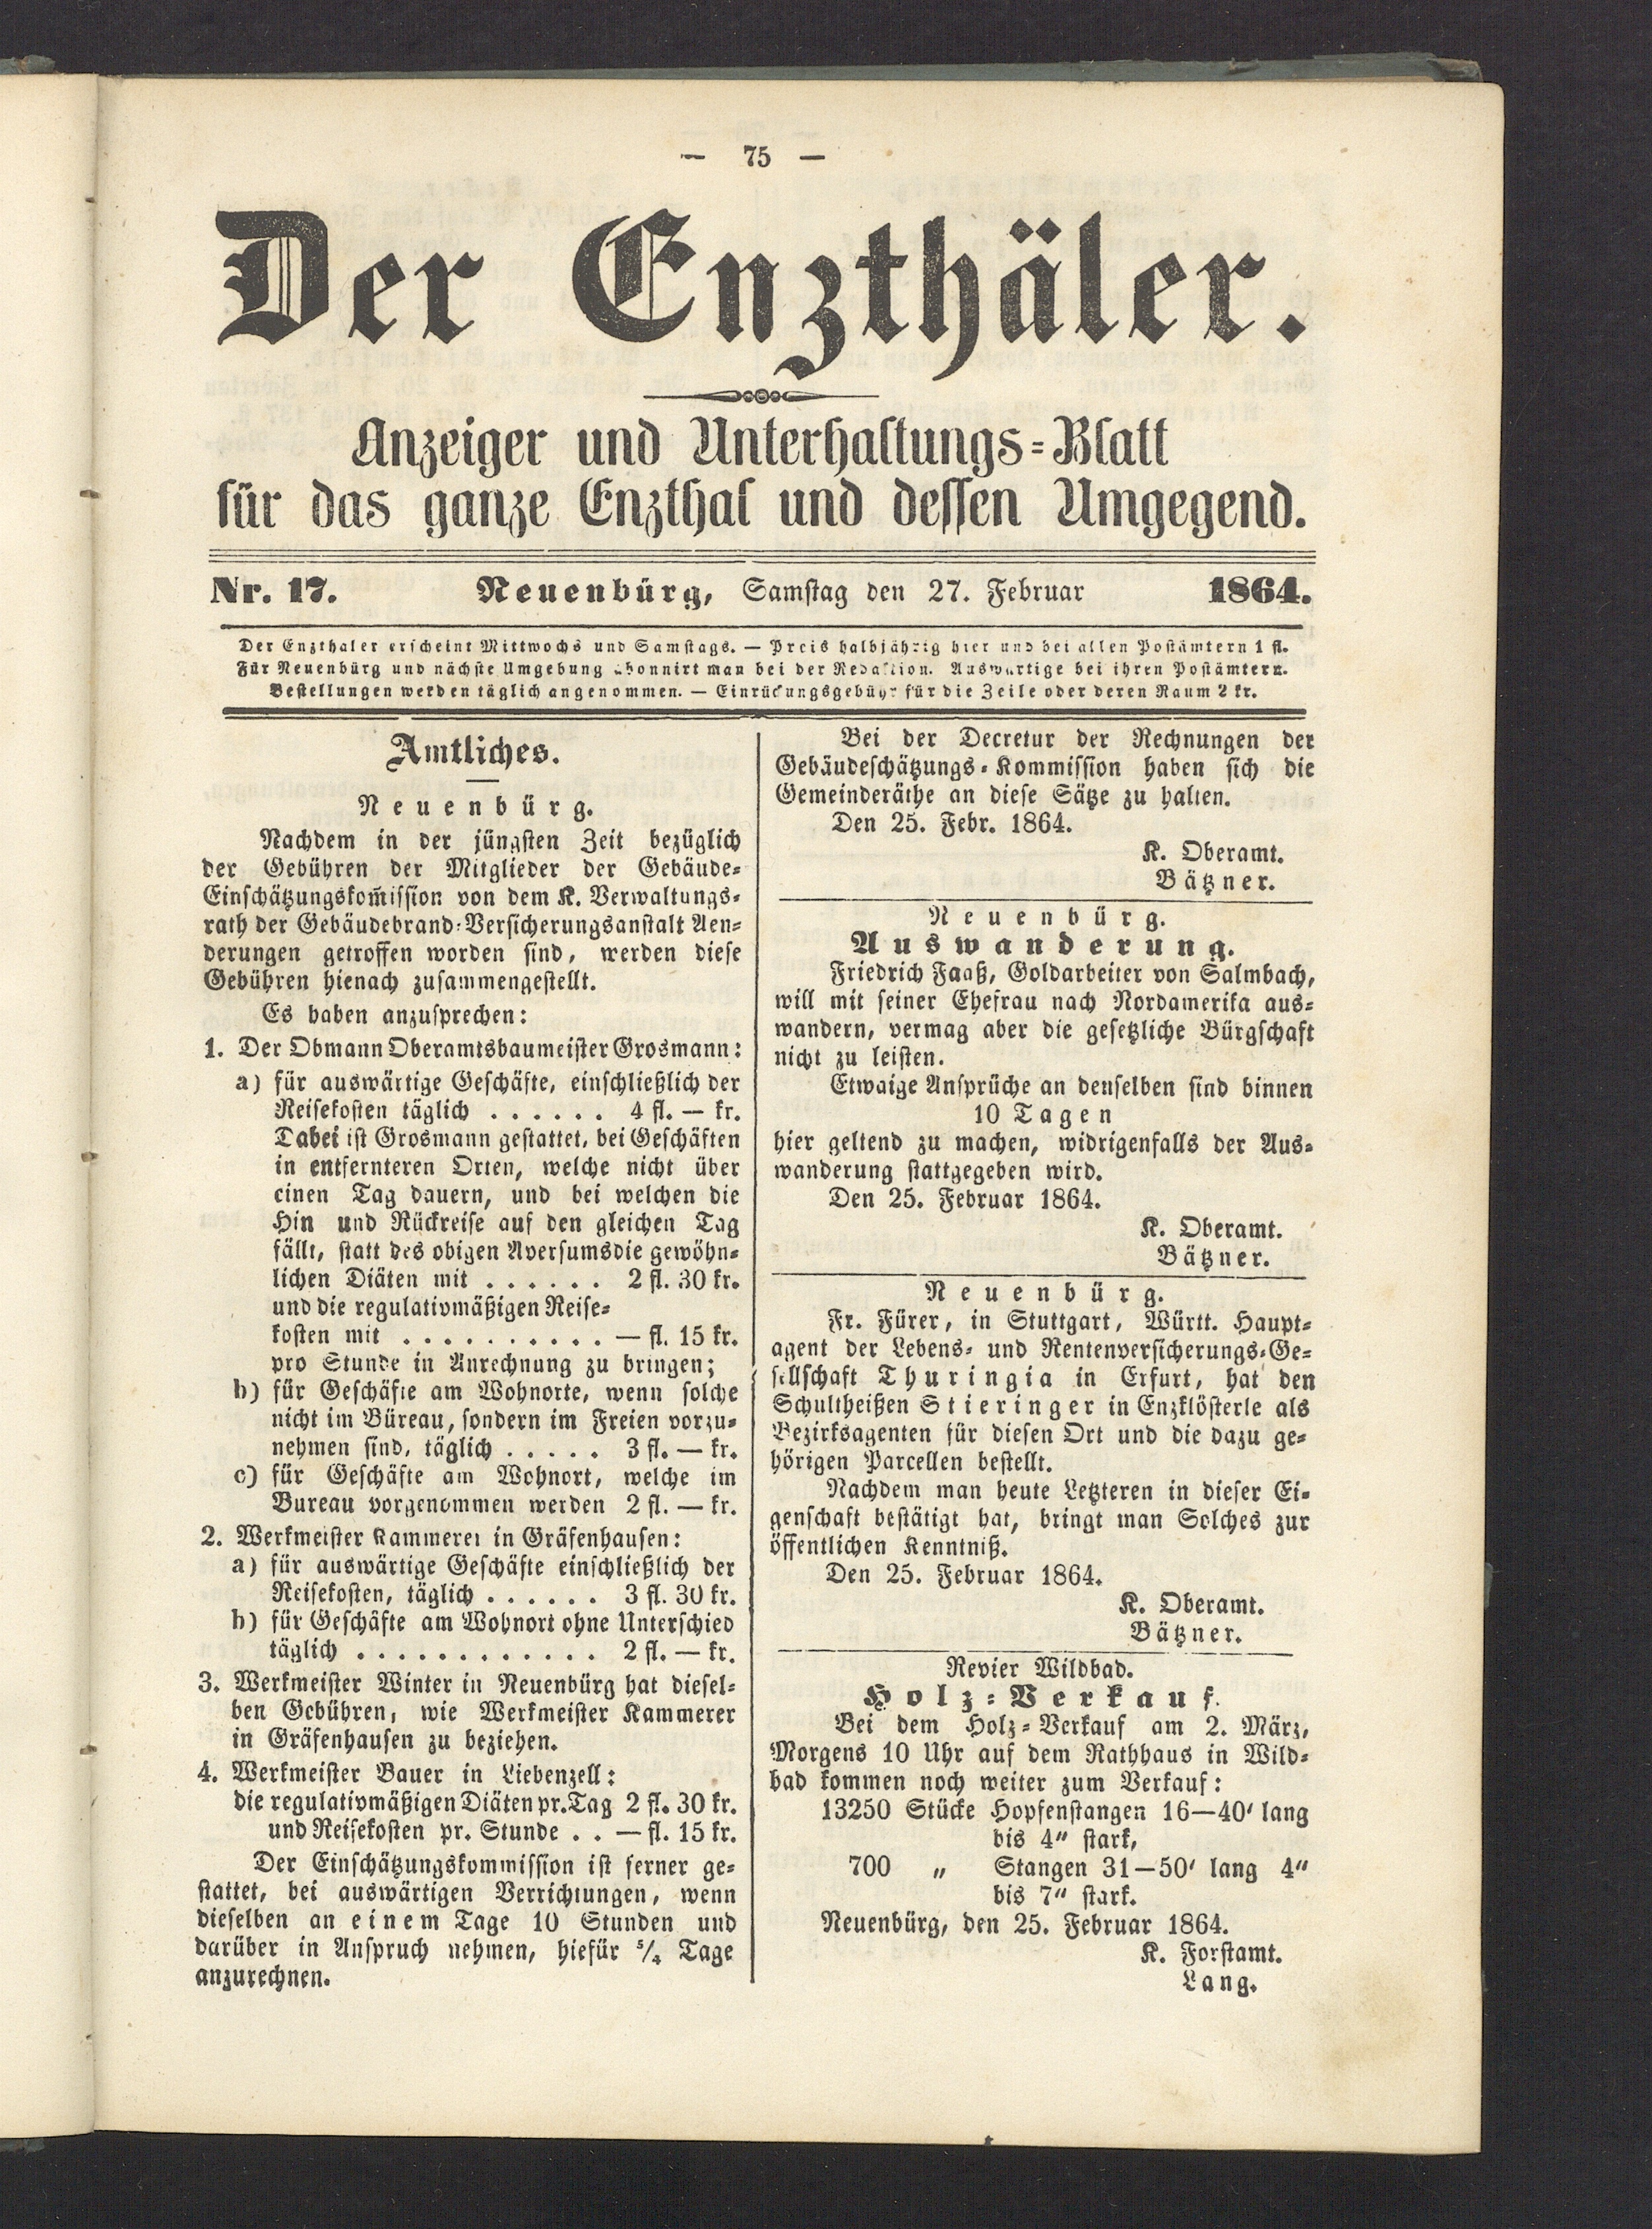 — 75 —
Der Enzthäler.
Anzeiger und Unterhaltungs-Blatt
für das ganze Enzthal und dessen Umgegend.
Nr. 17. Neuenbürg, Samstag den 27. Februar 1864.
Der Enzthaler erscheint Mittwochs und Samstags. — Preis halbjährig hier und bei allen Postämtern 1 fl.
Für Neuenbürg und nächste Umgebung abonnirt man bei der Redaktion. Auswärtige bei ihren Postämtern.
Bestellungen werden täglich angenommen. — Einrückungsgebühr für die Zeile oder deren Raum 2 kr.
Amtliches.
Neuenbürg.
Nachdem in der jüngsten Zeit bezüglich
der Gebühren der Mitglieder der Gebäude-
Einschätzungskom̃ission von dem K. Verwaltungs-
rath der Gebäudebrand-Versicherungsanstalt Aen-
derungen getroffen worden sind, werden diese
Gebühren hienach zusammengestellt.
Es haben anzusprechen:
1. Der Obmann Oberamtsbaumeister Grosmann:
a) für auswärtige Geschäfte, einschließlich der
Reisekosten täglich . . . . . . 4 fl. — kr.
Dabei ist Grosmann gestattet, bei Geschäften
in entfernteren Orten, welche nicht über
einen Tag dauern, und bei welchen die
Hin und Rückreise auf den gleichen Tag
fällt, statt des obigen Aversums die gewöhn-
lichen Diäten mit . . . . . . 2 fl. 30 kr.
und die regulativmäßigen Reise-
kosten mit . . . . . . . . . . — fl. 15 kr.
pro Stunde in Anrechnung zu bringen;
b) für Geschäfte am Wohnorte, wenn solche
nicht im Büreau, sondern im Freien vorzu-
nehmen sind, täglich . . . . . 3 fl. — kr.
c) für Geschäfte am Wohnort, welche im
Bureau vorgenommen werden 2 fl. — kr.
2. Werkmeister Kammerer in Gräfenhausen:
a) für auswärtige Geschäfte einschließlich der
Reisekosten, täglich . . . . . . 3 fl. 30 kr.
b) für Geschäfte am Wohnort ohne Unterschied
täglich . . . . . . . . . . . . 2 fl. — kr.
3. Werkmeister Winter in Neuenbürg hat diesel-
ben Gebühren, wie Werkmeister Kammerer
in Gräfenhausen zu beziehen.
4. Werkmeister Bauer in Liebenzell:
die regulativmäßigen Diäten pr. Tag 2 fl. 30 kr.
und Reisekosten pr. Stunde . . — fl. 15 kr.
Der Einschätzungskommission ist ferner ge-
stattet, bei auswärtigen Verrichtungen, wenn
dieselben an einem Tage 10 Stunden und
darüber in Anspruch nehmen, hiefür 5/4 Tage
anzurechnen.
Bei der Decretur der Rechnungen der
Gebäudeschätzungs-Kommission haben sich die
Gemeinderäthe an diese Sätze zu halten.
Den 25. Febr. 1864.
K. Oberamt.
Bätzner.
Neuenbürg.
Auswanderung.
Friedrich Faaß, Goldarbeiter von Salmbach,
will mit seiner Ehefrau nach Nordamerika aus-
wandern, vermag aber die gesetzliche Bürgschaft
nicht zu leisten.
Etwaige Ansprüche an denselben sind binnen
10 Tagen
hier geltend zu machen, widrigenfalls der Aus-
wanderung stattgegeben wird.
Den 25. Februar 1864.
K. Oberamt.
Bätzner.
Neuenbürg.
Fr. Fürer, in Stuttgart, Württ. Haupt-
agent der Lebens- und Rentenversicherungs-Ge-
sellschaft Thuringia in Erfurt, hat den
Schultheißen Stieringer in Enzklösterle als
Bezirksagenten für diesen Ort und die dazu ge-
hörigen Parcellen bestellt.
Nachdem man heute Letzteren in dieser Ei-
genschaft bestätigt hat, bringt man Solches zur
öffentlichen Kenntniß.
Den 25. Februar 1864.
K. Oberamt.
Bätzner.
Revier Wildbad.
Holz-Verkauf.
Bei dem Holz-Verkauf am 2. März,
Morgens 10 Uhr auf dem Rathhaus in Wild-
bad kommen noch weiter zum Verkauf:
13250 Stücke Hopfenstangen 16—40′ lang
bis 4″ stark,
700 „ Stangen 31—50′ lang 4″
bis 7″ stark.
Neuenbürg, den 25. Februar 1864.
K. Forstamt.
Lang.